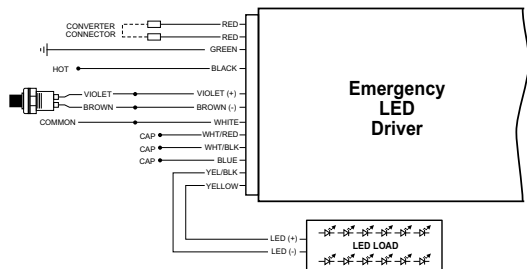 CONVERTER
CONNECTOR
RED
RED
GREEN
HOT
BLACK
VIOLET
VIOLET (+)
BROWN
BROWN (-)
COMMON
WHITE
CAP
WHT/RED
CAP
WHT/BLK
CAP
BLUE
YEL/BLK
YELLOW
Emergency
LED
Driver
LED (+)
LED (-)
LED LOAD